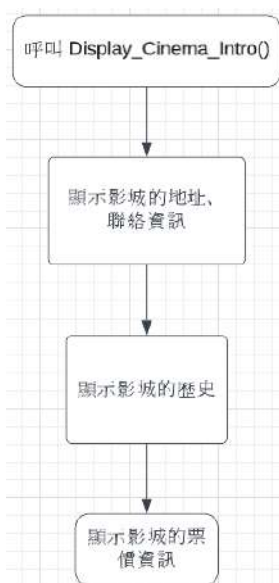 呼叫 Display_Cinema_Intro()
顯示影城的地址、
聯絡資訊
顯示影城的歷史
顯示影城的票
價資訊